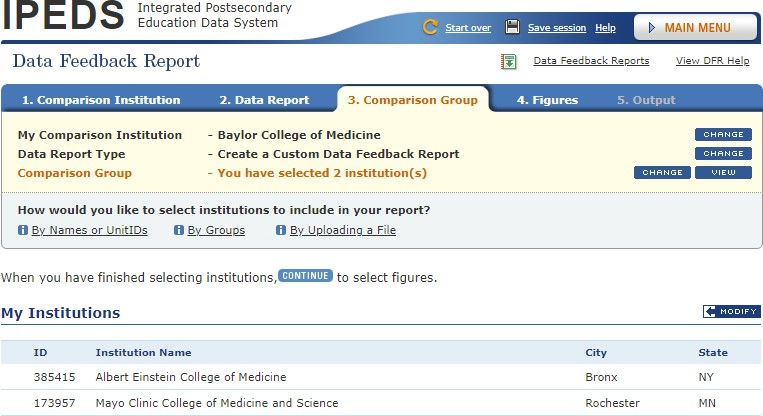 IPEDS Integrated Postsecondary
Education Data System
Start over Save session Help MAIN MENU
Data Feedback Report
Data Feedback Reports View DFR Help
1. Comparison Institution 2. Data Report 3. Comparison Group 4. Figures 5. Output
My Comparison Institution - Baylor College of Medicine CHANGE
Data Report Type - Create a Custom Data Feedback Report CHANGE
Comparison Group - You have selected 2 institution(s) CHANGE VIEW
How would you like to select institutions to include in your report?
i By Names or UnitIDs i By Groups i By Uploading a File
When you have finished selecting institutions, CONTINUE to select figures.
My Institutions MODIFY
ID Institution Name City State
385415 Albert Einstein College of Medicine Bronx NY
173957 Mayo Clinic College of Medicine and Science Rochester MN